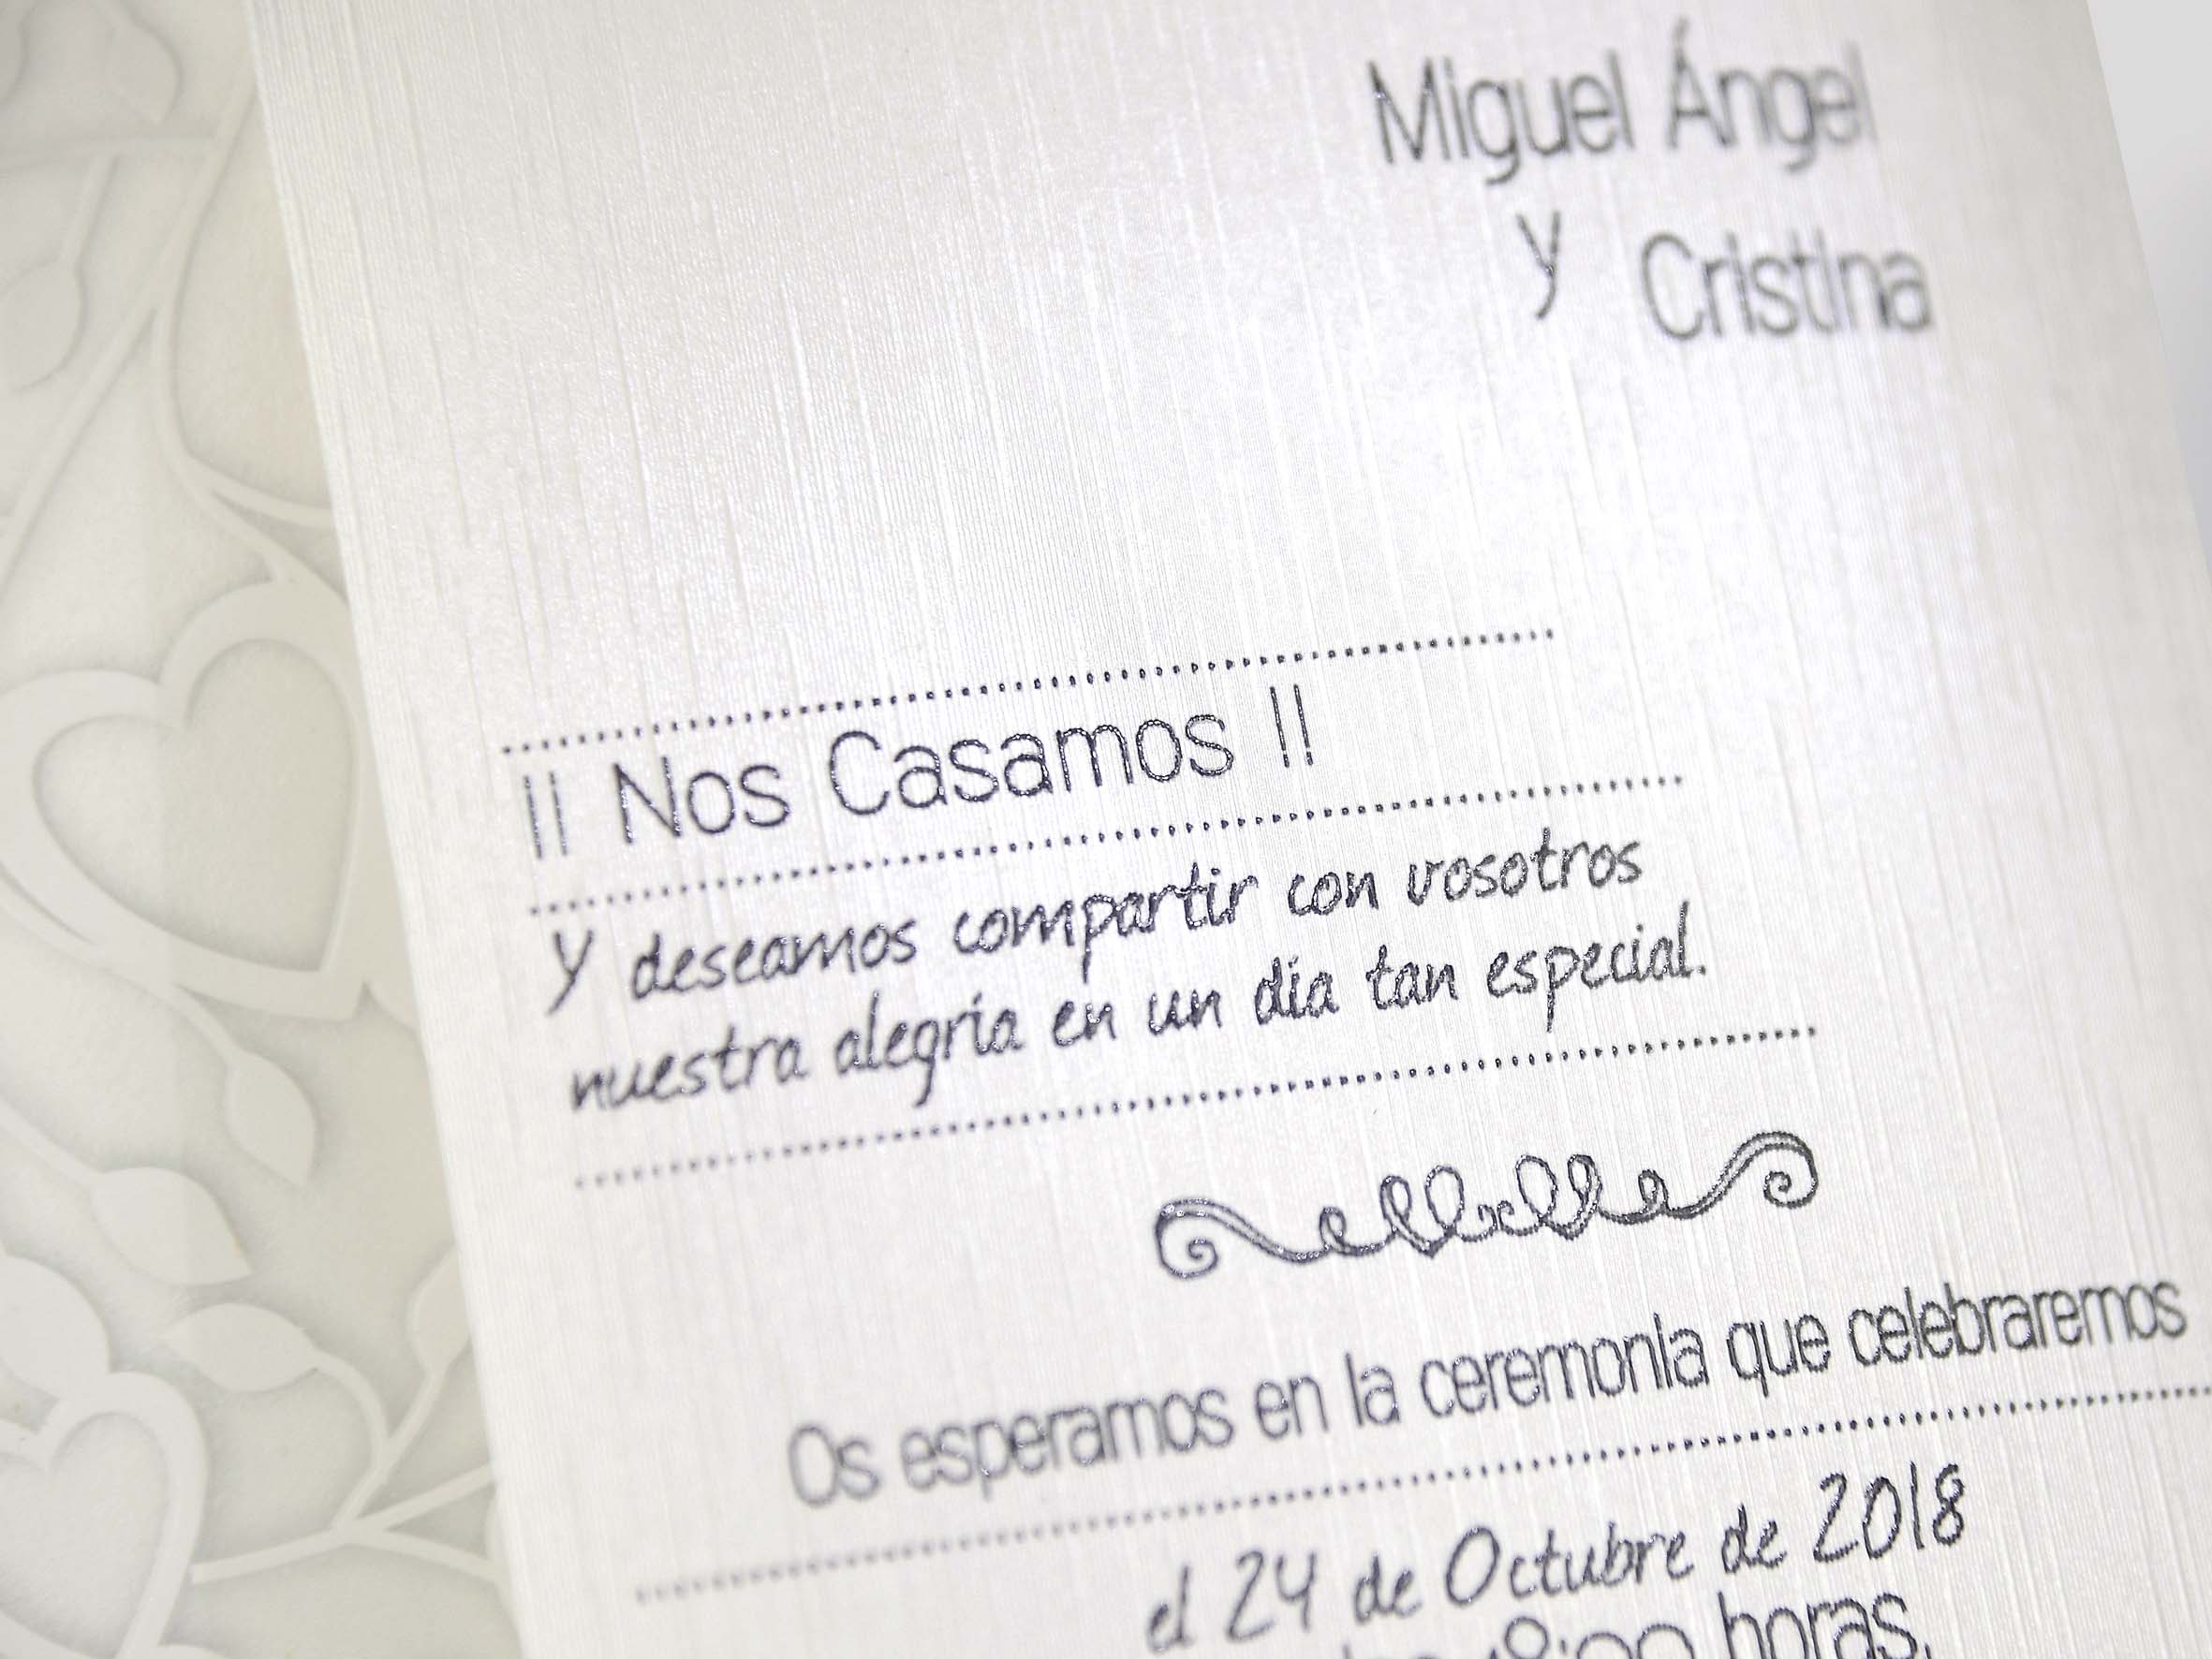 Miguel Ángel
y Cristina
¡¡ Nos Casamos !!
Y deseamos compartir con vosotros
nuestra alegría en un día tan especial.
Os esperamos en la ceremonia que celebraremos
el 24 de Octubre de 2018
horas.